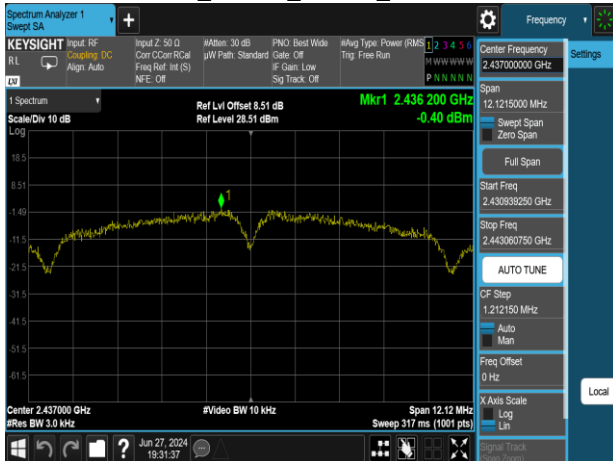 Spectrum Analyzer 1
Swept SA
+
Frequency
KEYSIGHT
RL
LXI
Input: RF
Coupling: DC
Align: Auto
Input Z: 50 Ω
Corr CCorr RCal
Freq Ref: Int (S)
NFE: Off
#Atten: 30 dB
µW Path: Standard
PNO: Best Wide
Gate: Off
IF Gain: Low
Sig Track: Off
#Avg Type: Power (RMS
Trig: Free Run
1 2 3 4 5 6
M W W W W W
P N N N N N
Center Frequency
2.437000000 GHz
Settings
Span
12.1215000 MHz
Swept Span
Zero Span
Full Span
Start Freq
2.430939250 GHz
Stop Freq
2.443060750 GHz
AUTO TUNE
CF Step
1.212150 MHz
Auto
Man
Freq Offset
0 Hz
X Axis Scale
Log
Lin
Signal Track
(Span Zoom)
Local
1 Spectrum
Scale/Div 10 dB
Log
Ref Lvl Offset 8.51 dB
Ref Level 28.51 dBm
Mkr1 2.436 200 GHz
-0.40 dBm
18.5
8.51
-1.49
-11.5
-21.5
-31.5
-41.5
-51.5
-61.5
1
Center 2.437000 GHz
#Res BW 3.0 kHz
#Video BW 10 kHz
Span 12.12 MHz
Sweep 317 ms (1001 pts)
?
Jun 27, 2024
19:31:37